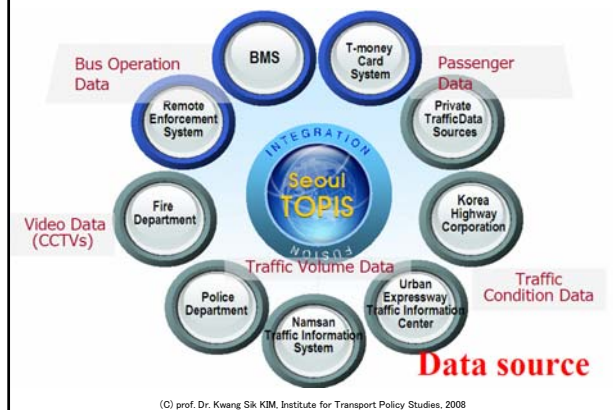 Bus Operation
Data
BMS
T-money
Card
System
Passenger
Data
Remote
Enforcement
System
Private
TrafficData
Sources
INTEGRATION
Seoul
TOPIS
FUSION
Fire
Department
Korea
Highway
Corporation
Video Data
(CCTVs)
Traffic Volume Data
Traffic
Condition Data
Police
Department
Namsan
Traffic Information
System
Urban
Expressway
Traffic Information
Center
Data source
(C) prof. Dr. Kwang Sik KIM, Institute for Transport Policy Studies, 2008